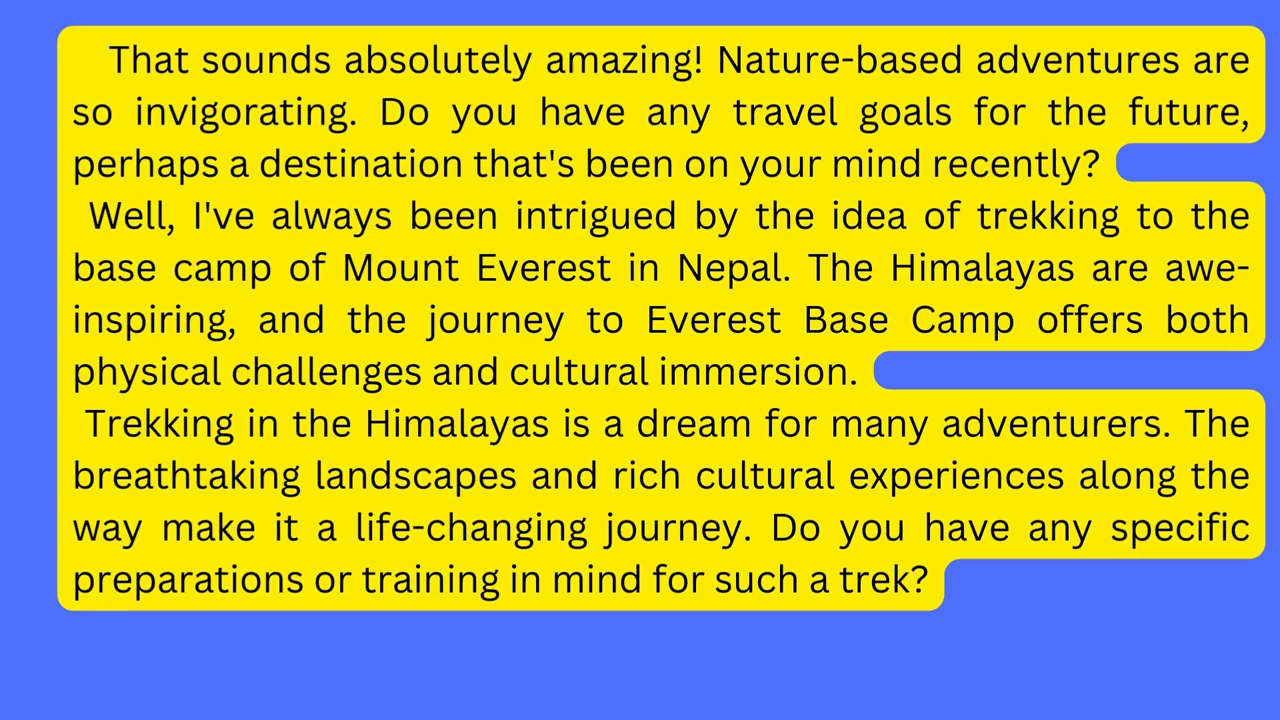 That sounds absolutely amazing! Nature-based adventures are
so invigorating. Do you have any travel goals for the future,
perhaps a destination that's been on your mind recently?
Well, I've always been intrigued by the idea of trekking to the
base camp of Mount Everest in Nepal. The Himalayas are awe-
inspiring, and the journey to Everest Base Camp offers both
physical challenges and cultural immersion.
Trekking in the Himalayas is a dream for many adventurers. The
breathtaking landscapes and rich cultural experiences along the
way make it a life-changing journey. Do you have any specific
preparations or training in mind for such a trek?